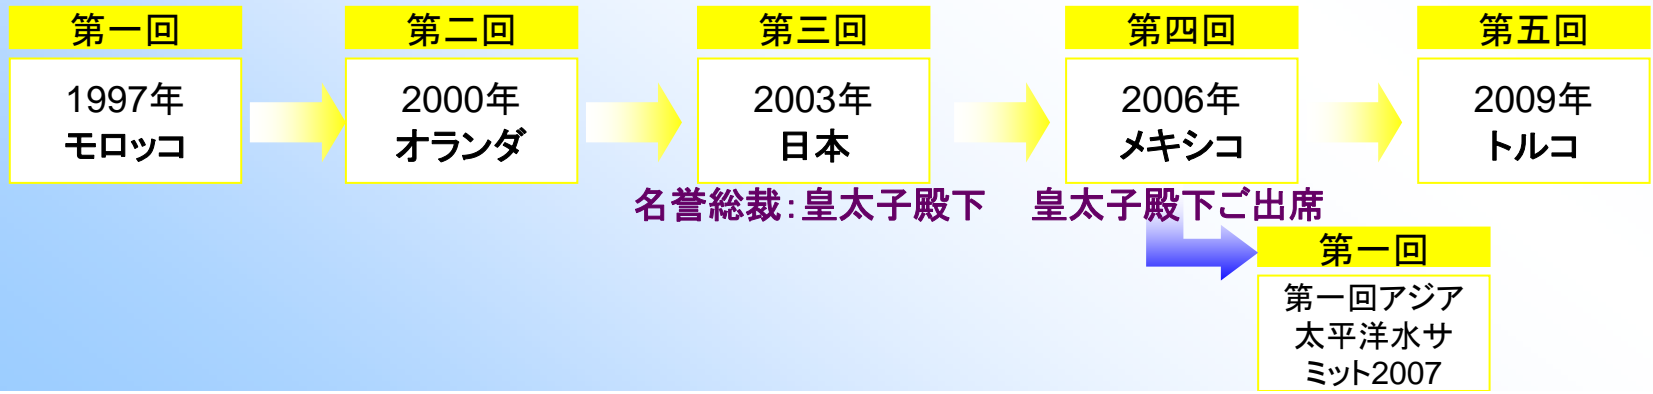 第一回
1997年
モロッコ
第二回
2000年
オランダ
第三回
2003年
日本
名誉総裁：皇太子殿下
第四回
2006年
メキシコ
皇太子殿下ご出席
第五回
2009年
トルコ
第一回
第一回アジア
太平洋水サ
ミット2007